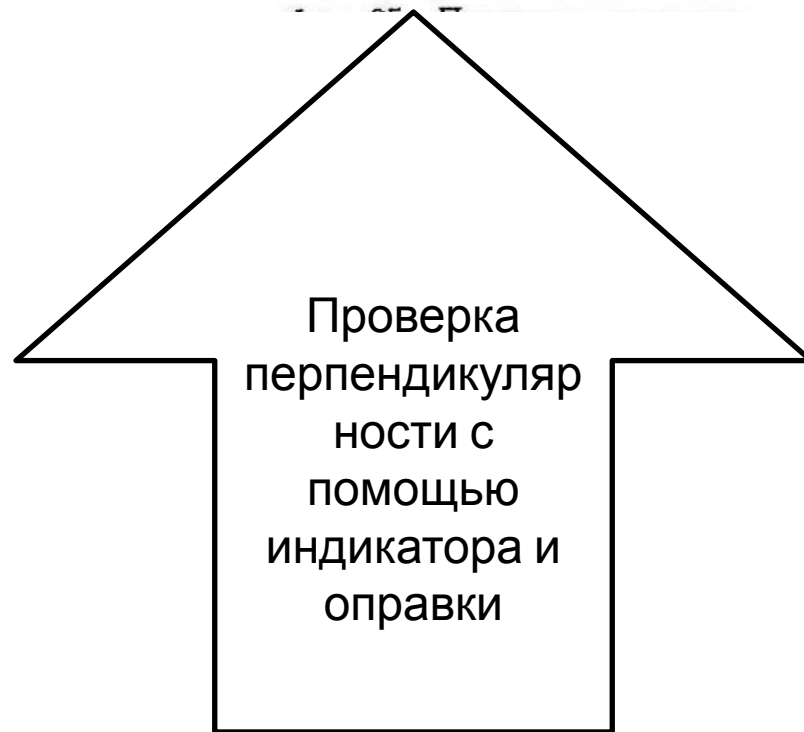 Проверка
перпендикуляр
ности с
помощью
индикатора и
оправки